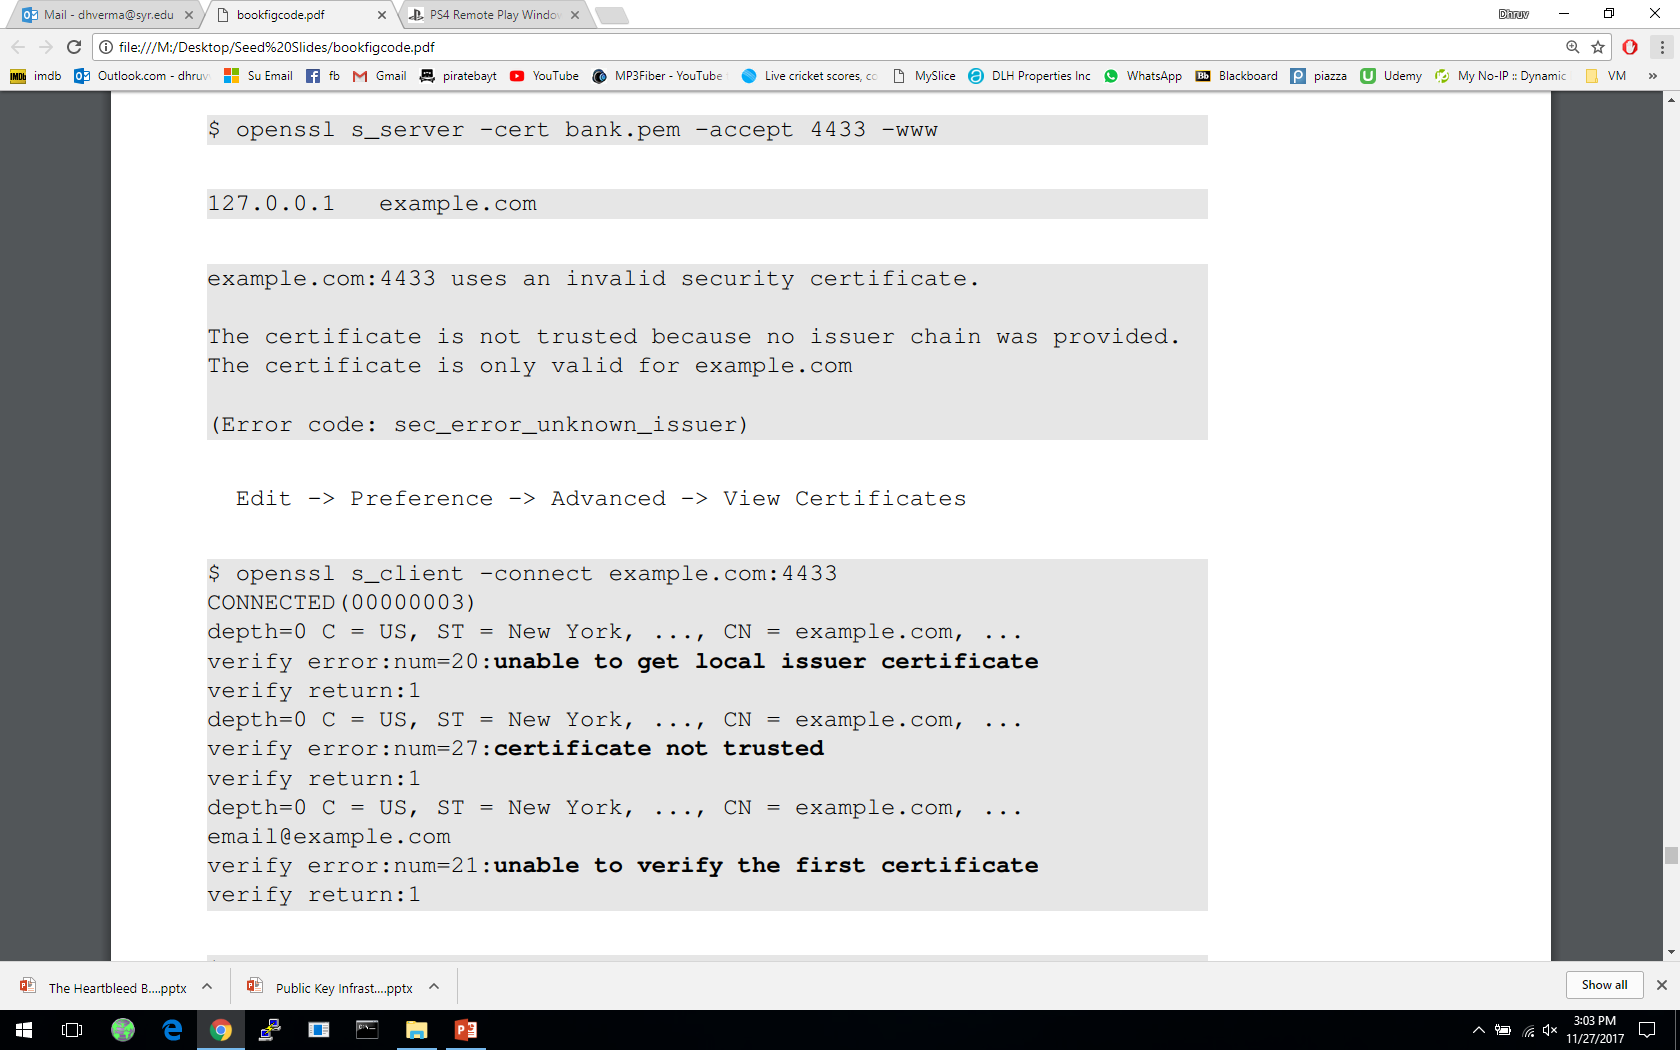 Mail - dhverma@syr.edu
bookfigcode.pdf
PS4 Remote Play Window
Dhruv
file:///M:/Desktop/Seed%20Slides/bookfigcode.pdf
IMDb imdb
Outlook.com - dhruv
Su Email
fb
Gmail
piratebayt
YouTube
MP3Fiber - YouTube
Live cricket scores, co
MySlice
DLH Properties Inc
WhatsApp
Bb Blackboard
piazza
Udemy
My No-IP :: Dynamic
VM
»
$ openssl s_server -cert bank.pem -accept 4433 -www
127.0.0.1   example.com
example.com:4433 uses an invalid security certificate.
The certificate is not trusted because no issuer chain was provided.
The certificate is only valid for example.com
(Error code: sec_error_unknown_issuer)
Edit -> Preference -> Advanced -> View Certificates
$ openssl s_client -connect example.com:4433
CONNECTED(00000003)
depth=0 C = US, ST = New York, ..., CN = example.com, ...
verify error:num=20:unable to get local issuer certificate
verify return:1
depth=0 C = US, ST = New York, ..., CN = example.com, ...
verify error:num=27:certificate not trusted
verify return:1
depth=0 C = US, ST = New York, ..., CN = example.com, ...
email@example.com
verify error:num=21:unable to verify the first certificate
verify return:1
The Heartbleed B....pptx
Public Key Infrast....pptx
Show all
3:03 PM
11/27/2017